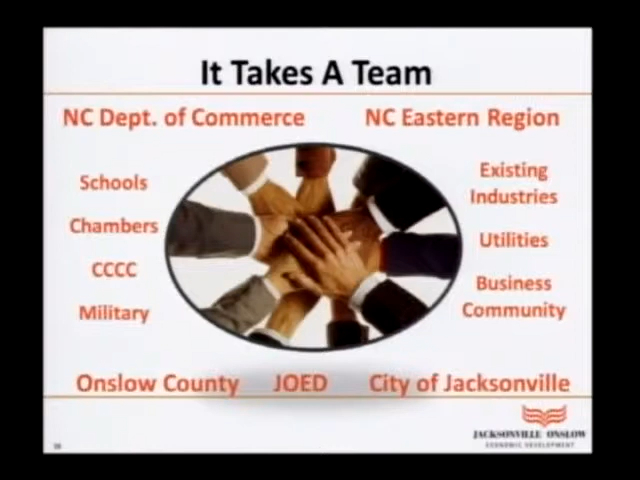 It Takes A Team
NC Dept. of Commerce
NC Eastern Region
Schools
Chambers
CCCC
Military
Existing
Industries
Utilities
Business
Community
Onslow County
JOED
City of Jacksonville
JACKSONVILLE ONSLOW
ECONOMIC DEVELOPMENT